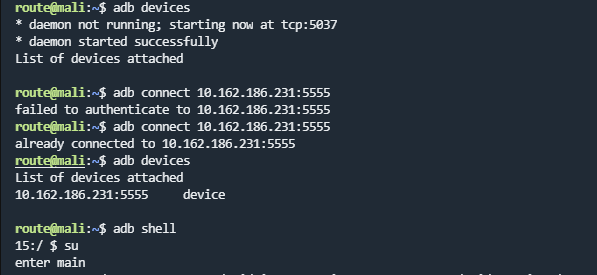 route@mali:~$ adb devices
* daemon not running; starting now at tcp:5037
* daemon started successfully
List of devices attached
route@mali:~$ adb connect 10.162.186.231:5555
failed to authenticate to 10.162.186.231:5555
route@mali:~$ adb connect 10.162.186.231:5555
already connected to 10.162.186.231:5555
route@mali:~$ adb devices
List of devices attached
10.162.186.231:5555     device
route@mali:~$ adb shell
15:/ $ su
enter main